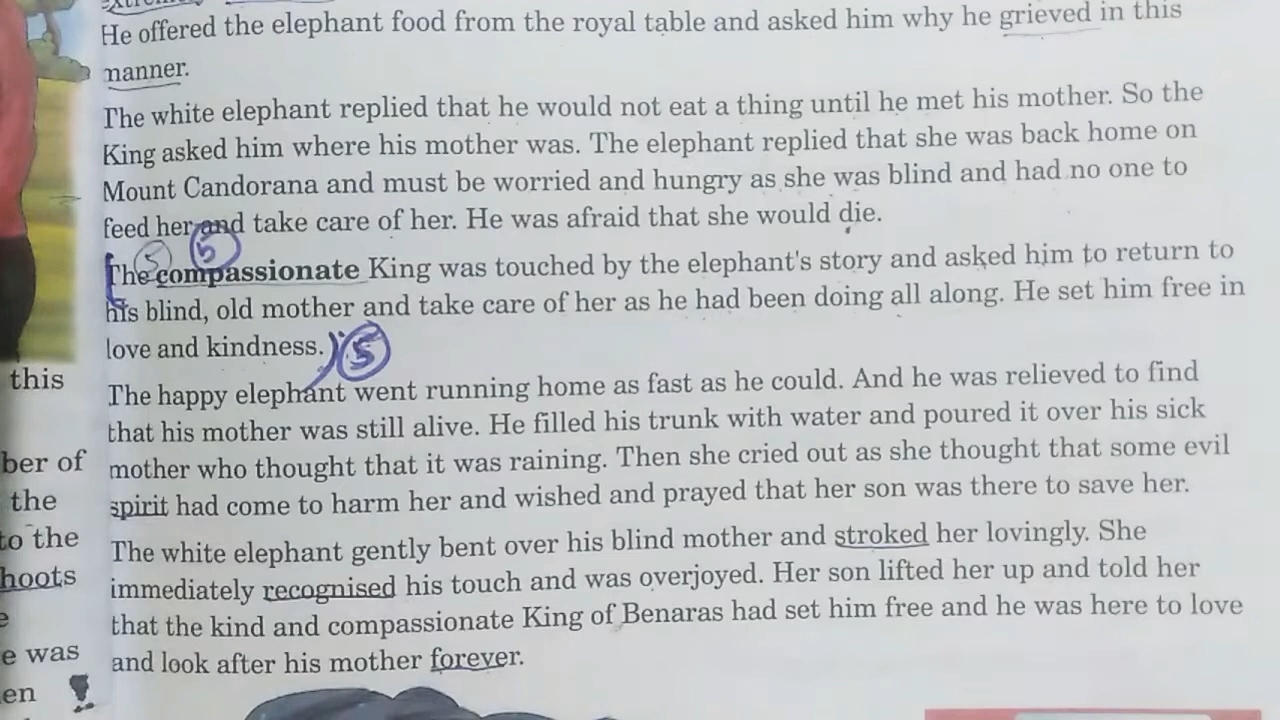 He offered the elephant food from the royal table and asked him why he grieved in this
manner.
The white elephant replied that he would not eat a thing until he met his mother. So the
King asked him where his mother was. The elephant replied that she was back home on
Mount Candorana and must be worried and hungry as she was blind and had no one to
feed her and take care of her. He was afraid that she would die.
5 5
The compassionate King was touched by the elephant's story and asked him to return to
his blind, old mother and take care of her as he had been doing all along. He set him free in
love and kindness.) 5
The happy elephant went running home as fast as he could. And he was relieved to find
that his mother was still alive. He filled his trunk with water and poured it over his sick
mother who thought that it was raining. Then she cried out as she thought that some evil
spirit had come to harm her and wished and prayed that her son was there to save her.
The white elephant gently bent over his blind mother and stroked her lovingly. She
immediately recognised his touch and was overjoyed. Her son lifted her up and told her
that the kind and compassionate King of Benaras had set him free and he was here to love
and look after his mother forever.
this
ber of
the
to the
hoots
e
e was
en